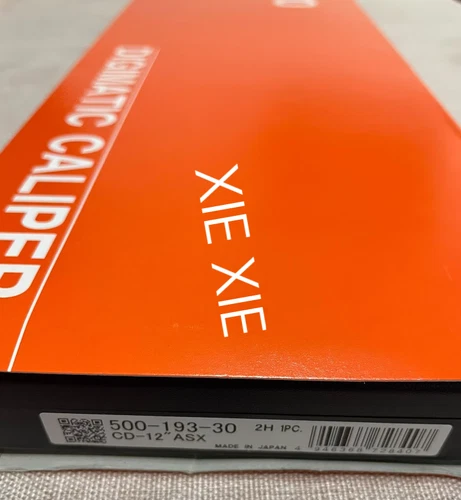 DIGIMATIC CALIPER
XIE XIE
500-193-30 2H 1PC.
CD-12"ASX
MADE IN JAPAN